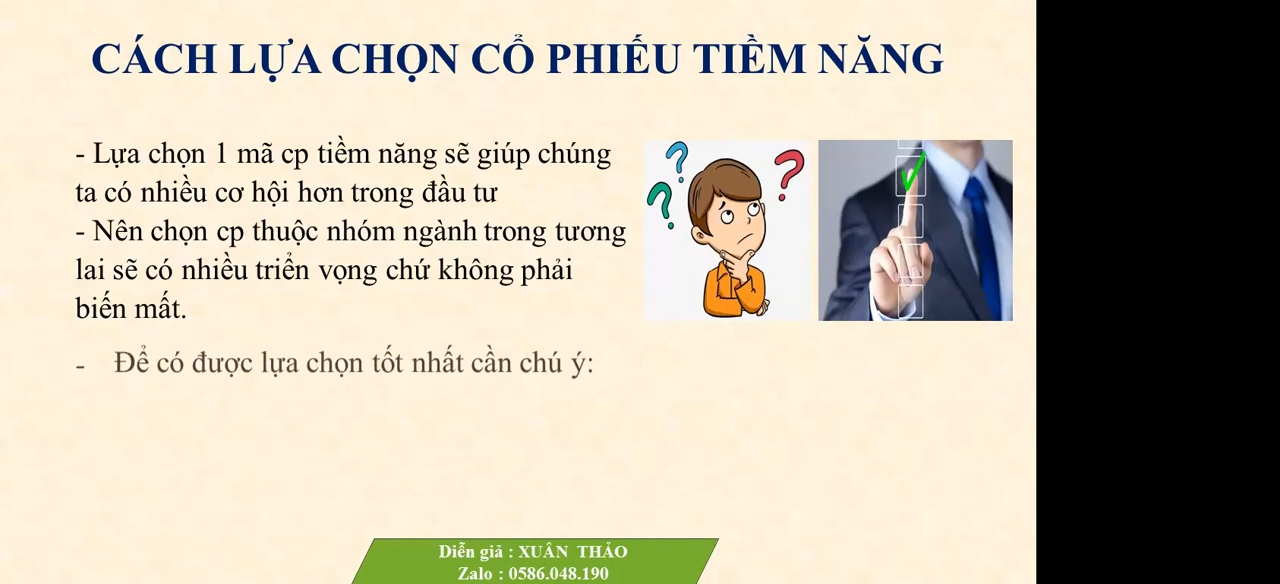 CÁCH LỰA CHỌN CỔ PHIẾU TIỀM NĂNG
- Lựa chọn 1 mã cp tiềm năng sẽ giúp chúng
ta có nhiều cơ hội hơn trong đầu tư
- Nên chọn cp thuộc nhóm ngành trong tương
lai sẽ có nhiều triển vọng chứ không phải
biến mất.
- Để có được lựa chọn tốt nhất cần chú ý:
Diễn giả : XUÂN THẢO
Zalo : 0586.048.190